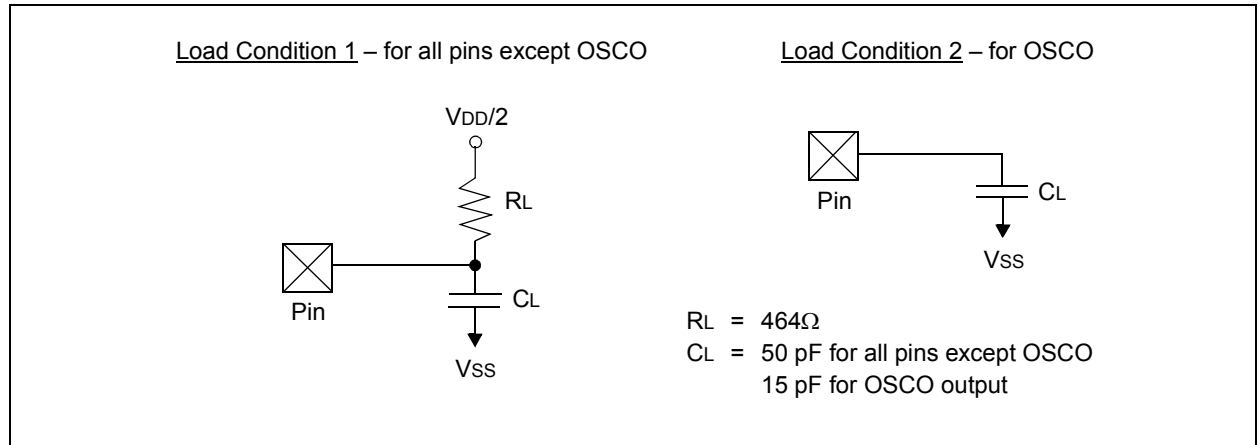 Load Condition 1 – for all pins except OSCO
VDD/2
RL
Pin
CL
VSS
Load Condition 2 – for OSCO
Pin
CL
VSS
RL = 464Ω
CL = 50 pF for all pins except OSCO
15 pF for OSCO output